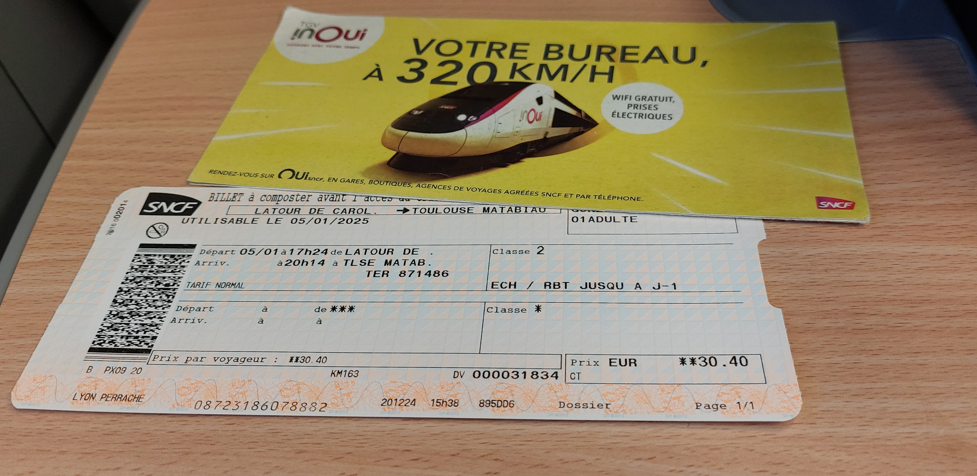 TGV
inOui
VOTRE BUREAU,
À 320 KM/H
WIFI GRATUIT,
PRISES
ÉLECTRIQUES
inOui
RENDEZ-VOUS SUR OUI.sncf, EN GARES, BOUTIQUES, AGENCES DE VOYAGES AGRÉÉES SNCF ET PAR TÉLÉPHONE.
SNCF
SNCF
BILLET à composter avant l'accès au
LATOUR DE CAROL → TOULOUSE MATABIAU
UTILISABLE LE 05/01/2025
01ADULTE
Départ 05/01 à 17h24 de LATOUR DE .
Classe 2
Arriv. à 20h14 à TLSE MATAB.
TER 871486
TARIF NORMAL
ECH / RBT JUSQU A J-1
Départ à de ***
Classe *
Arriv. à à
Prix par voyageur : **30.40
Prix EUR **30.40
KM163
DV 000031834
CT
B PX09 20
LYON PERRACHE
08723186078882
201224 15h38 895DD6 Dossier Page 1/1